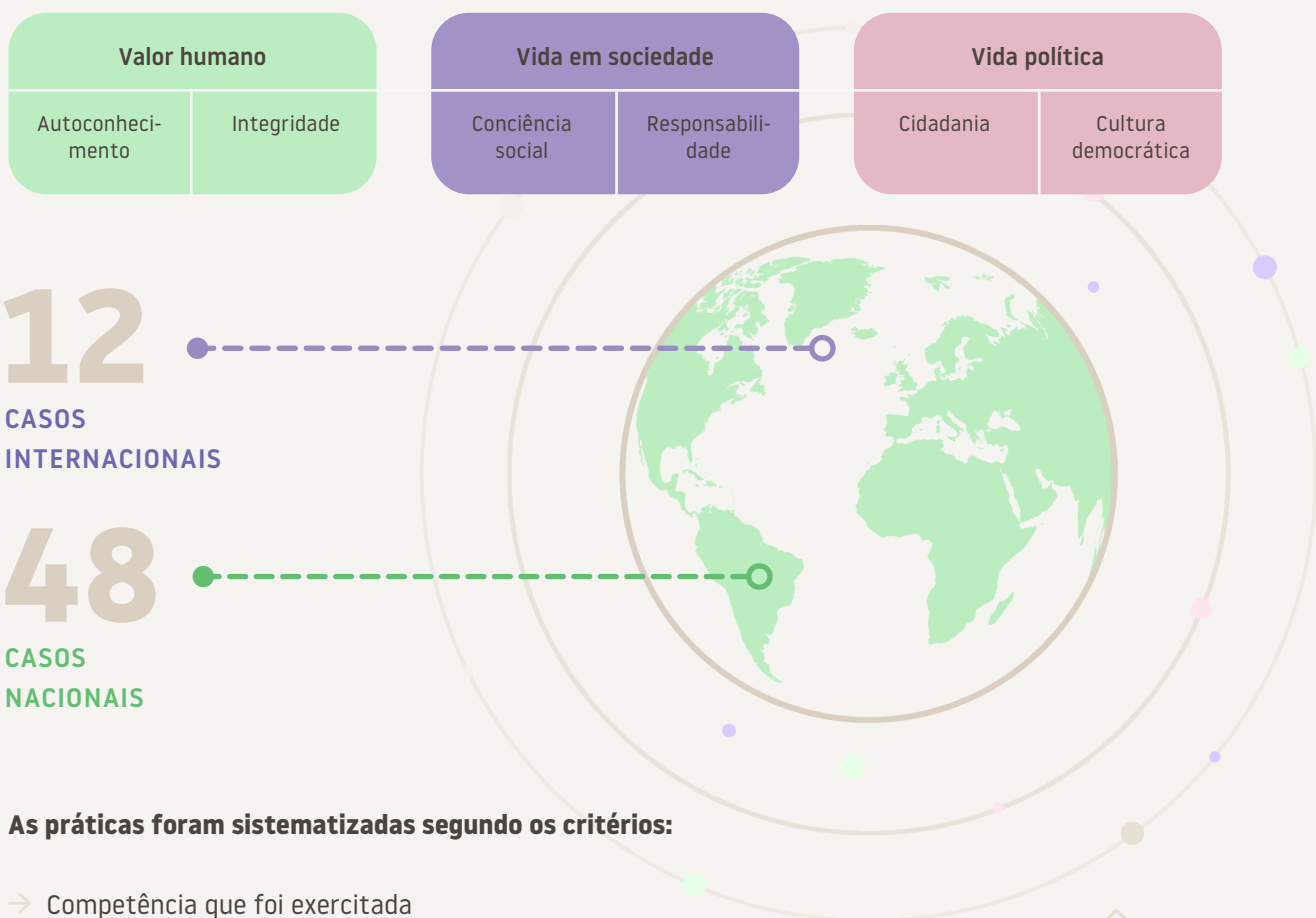 Valor humano
Autoconheci-
mento
Integridade
Vida em sociedade
Conciência
social
Responsabili-
dade
Vida política
Cidadania
Cultura
democrática
12
CASOS
INTERNACIONAIS
48
CASOS
NACIONAIS
As práticas foram sistematizadas segundo os critérios:
→ Competência que foi exercitada